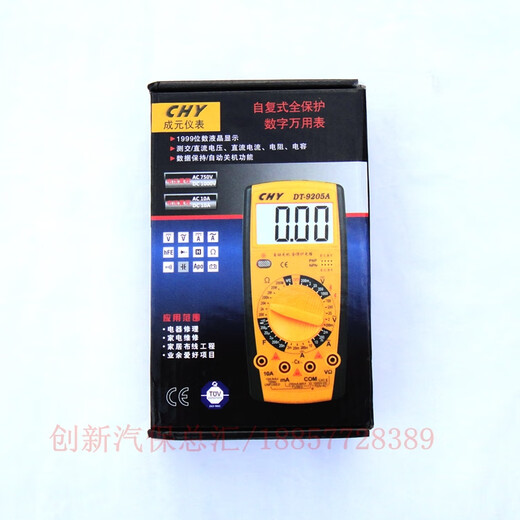 CHY
成元仪表
自复式全保护
数字万用表
•1999位数液晶显示
•测交/直流电压、直流电流、电阻、电容
•数据保持/自动关机功能
AC 750V
DC 1000V
AC 10A
DC 10A
V V A A
hFE H Ω
Apo
CHY DT-9205A
0.00
PNP
NPN
CE
F A
10A mA COM VΩ
应用范围
•电器修理
•家电维修
•家居布线工程
•业余爱好项目
CE
TÜV
创新汽保总汇/18857728389